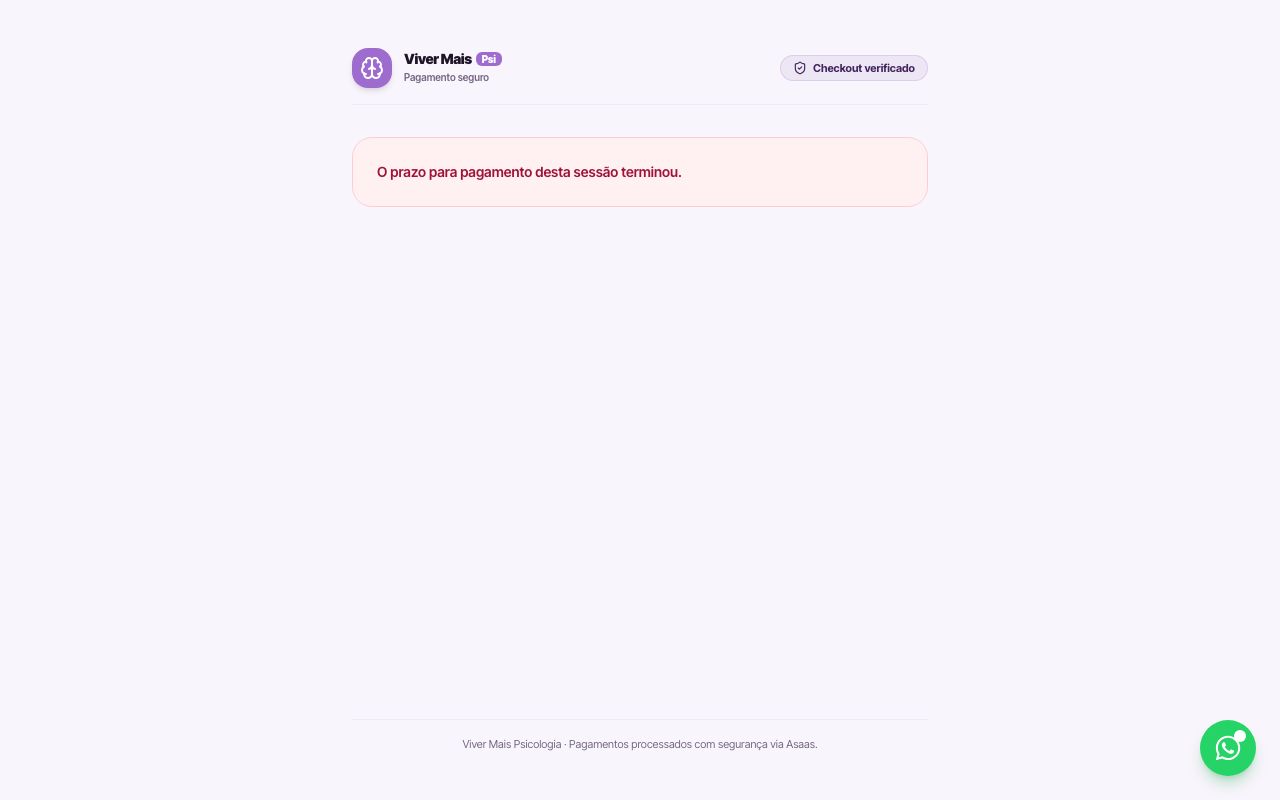 Viver Mais Psi
Pagamento seguro
Checkout verificado
O prazo para pagamento desta sessão terminou.
Viver Mais Psicologia · Pagamentos processados com segurança via Asaas.